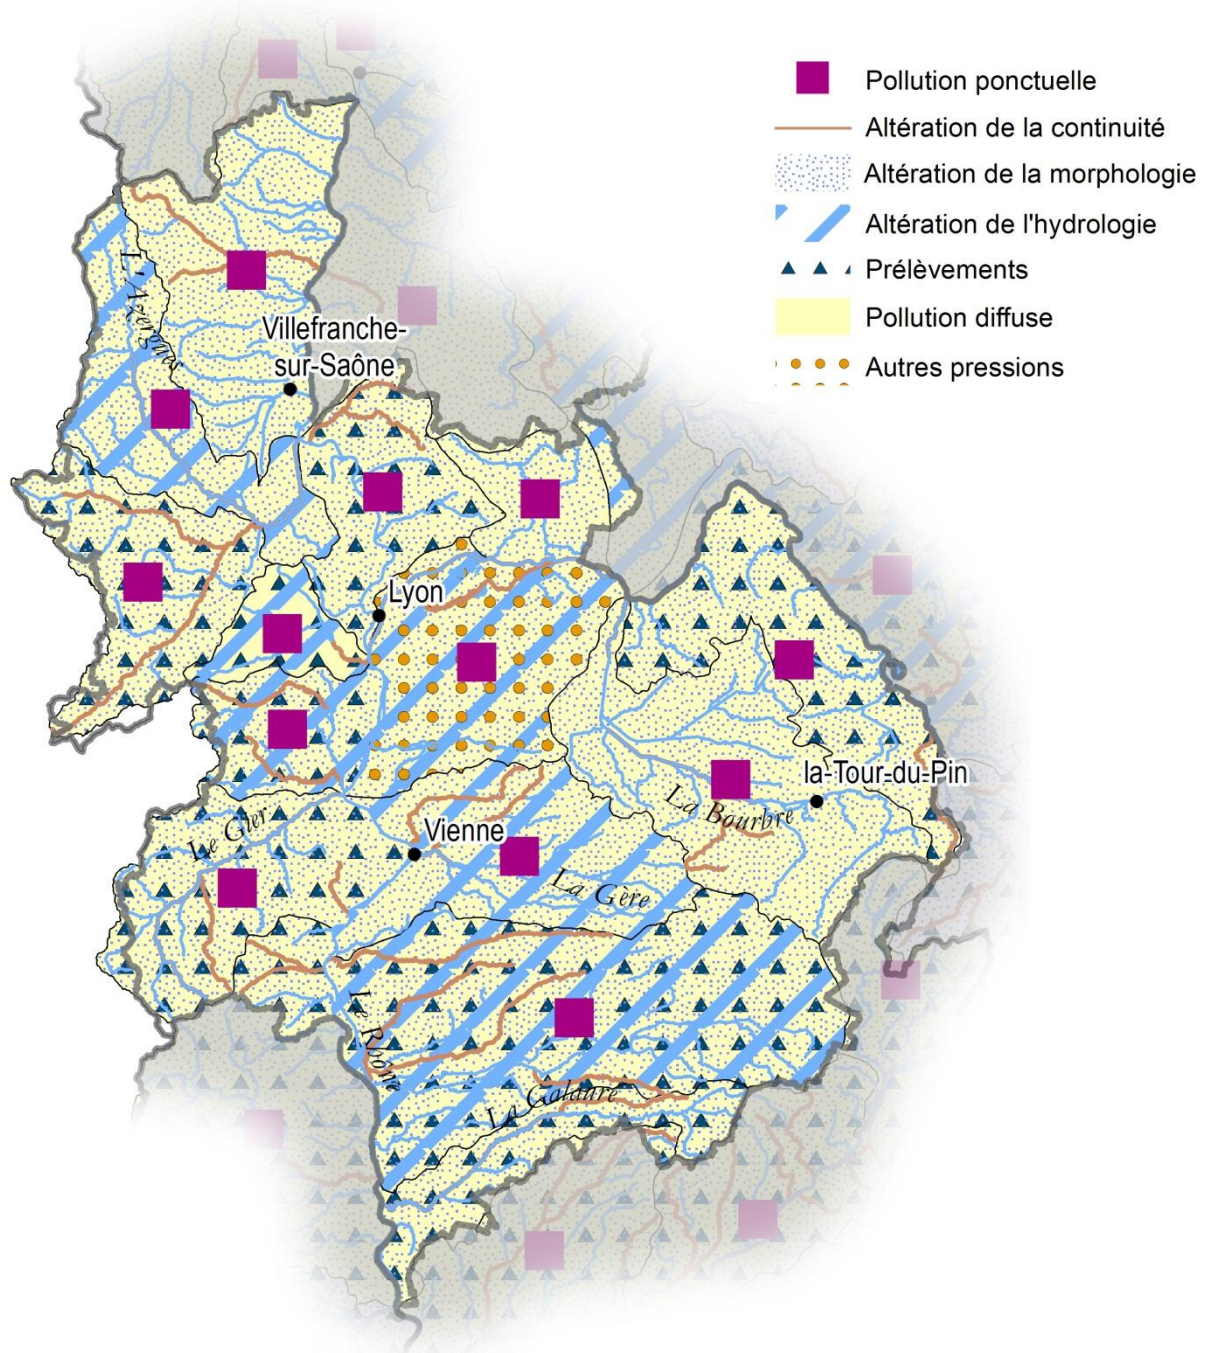 Pollution ponctuelle
Altération de la continuité
Altération de la morphologie
Altération de l'hydrologie
Prélèvements
Pollution diffuse
Autres pressions
L'Azergues
Villefranche-
sur-Saône
Lyon
la-Tour-du-Pin
La Bourbre
Le Gier
Vienne
La Gère
Le Rhône
La Galaure